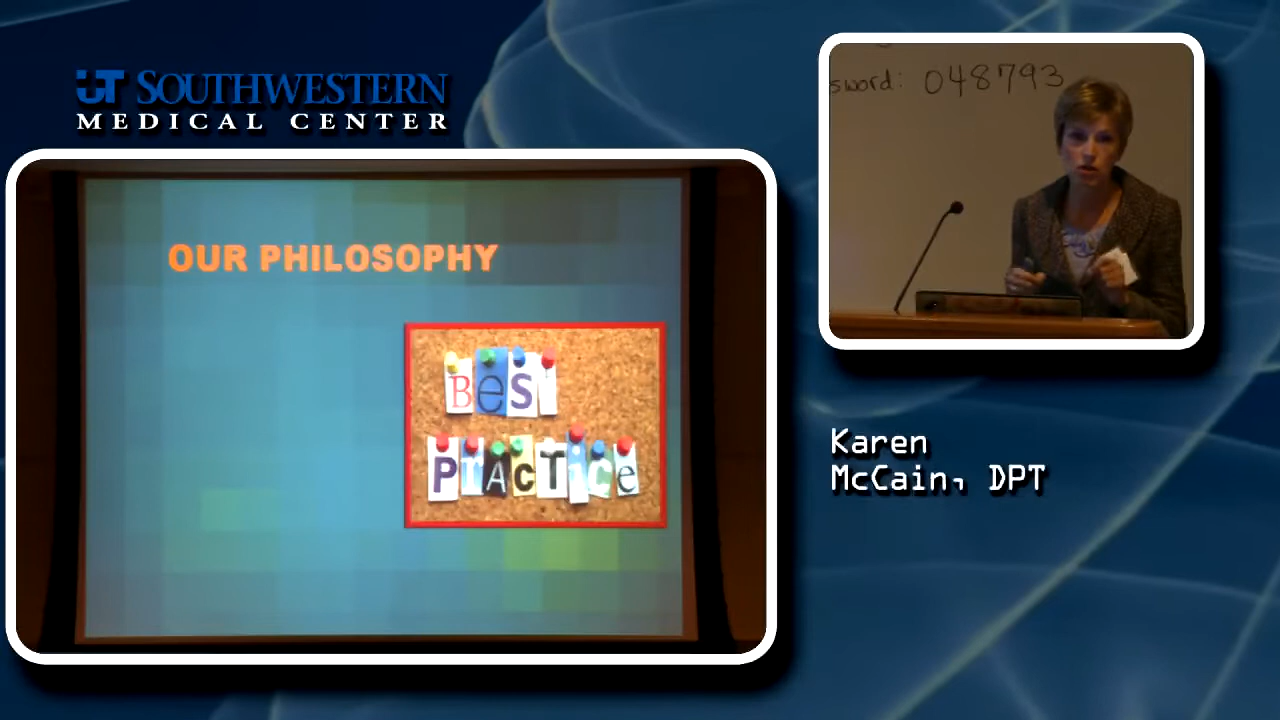 UT SOUTHWESTERN
MEDICAL CENTER
OUR PHILOSOPHY
BeST
PrAcTice
sword: 048793
Karen
McCain, DPT